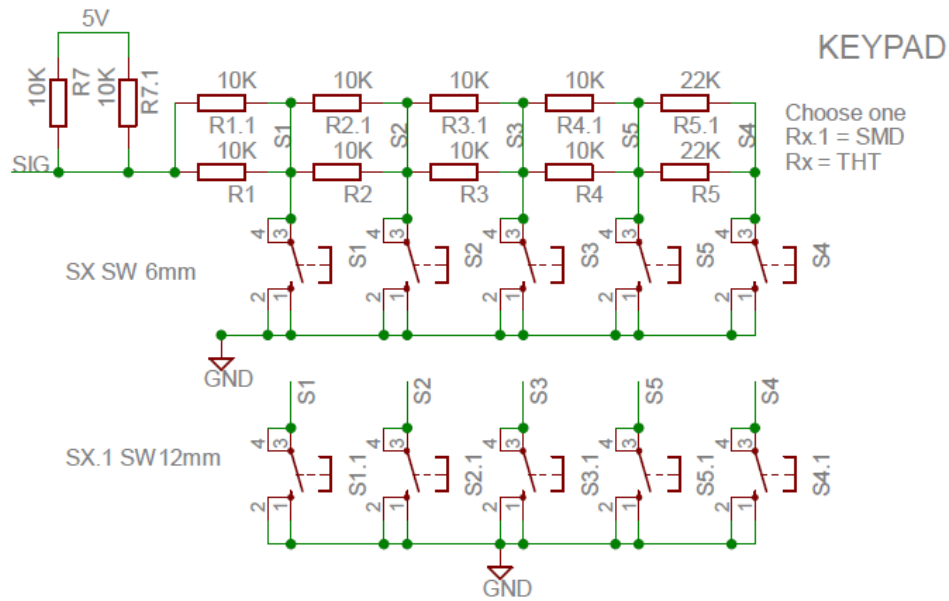 KEYPAD
Choose one
Rx.1 = SMD
Rx = THT
5V
10K
R7
10K
R7.1
SIG
10K
10K
10K
10K
22K
R1.1
S1
R2.1
S2
R3.1
S3
R4.1
S5
R5.1
S4
10K
10K
10K
10K
22K
R1
R2
R3
R4
R5
4
3
S1
4
3
S2
4
3
S3
4
3
S5
4
3
S4
SX SW 6mm
2
1
2
1
2
1
2
1
2
1
GND
S1
S2
S3
S5
S4
4
3
S1.1
4
3
S2.1
4
3
S3.1
4
3
S5.1
4
3
S4.1
SX.1 SW12mm
2
1
2
1
2
1
2
1
2
1
GND